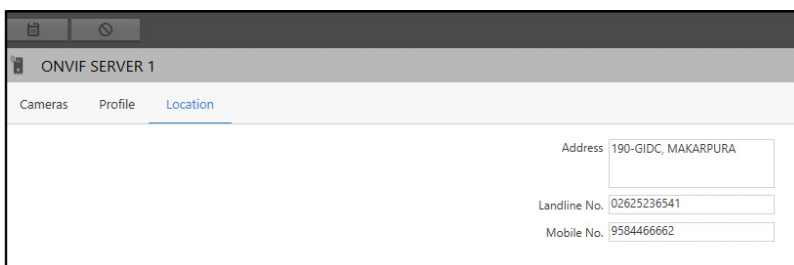 ONVIF SERVER 1
Cameras Profile Location
Address 190-GIDC, MAKARPURA
Landline No. 02625236541
Mobile No. 9584466662